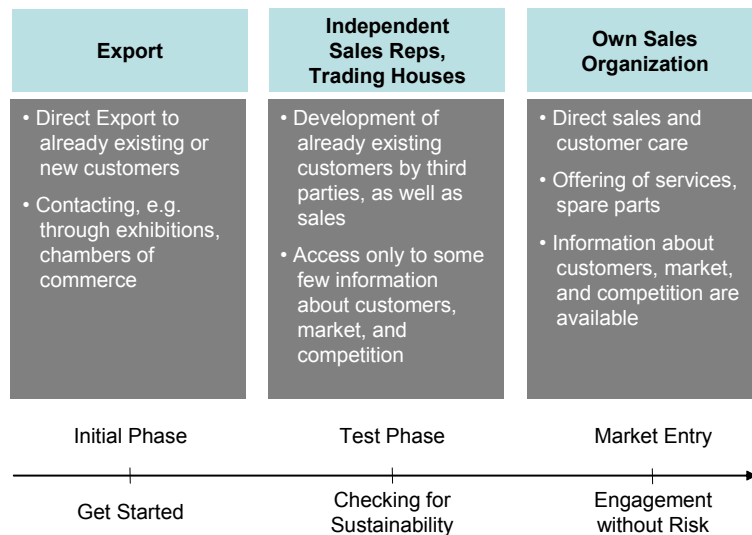 Export
• Direct Export to
already existing or
new customers
• Contacting, e.g.
through exhibitions,
chambers of
commerce
Independent
Sales Reps,
Trading Houses
• Development of
already existing
customers by third
parties, as well as
sales
• Access only to some
few information
about customers,
market, and
competition
Own Sales
Organization
• Direct sales and
customer care
• Offering of services,
spare parts
• Information about
customers, market,
and competition are
available
Initial Phase
Test Phase
Market Entry
Get Started
Checking for
Sustainability
Engagement
without Risk